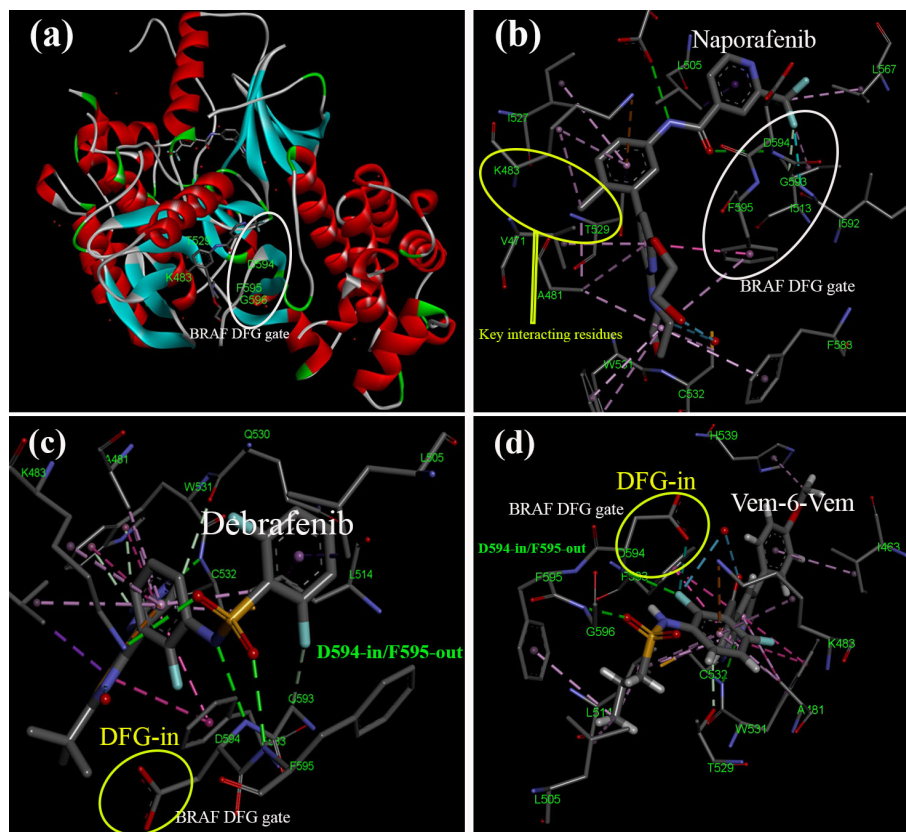 (a)
T529
K483
D594
F595
G596
BRAF DFG gate
(b)
Naporafenib
L505
L567
I527
K483
D594
G593
F595
I513
I592
T529
V471
A481
BRAF DFG gate
Key interacting residues
F583
W531
C532
(c)
Q530
K483
A481
L505
W531
Debrafenib
C532
L514
D594-in/F595-out
DFG-in
D594
F595
BRAF DFG gate
(d)
H539
DFG-in
Vem-6-Vem
BRAF DFG gate
D594-in/F595-out
D594
I463
F595
G596
K483
C532
W531
T529
L505